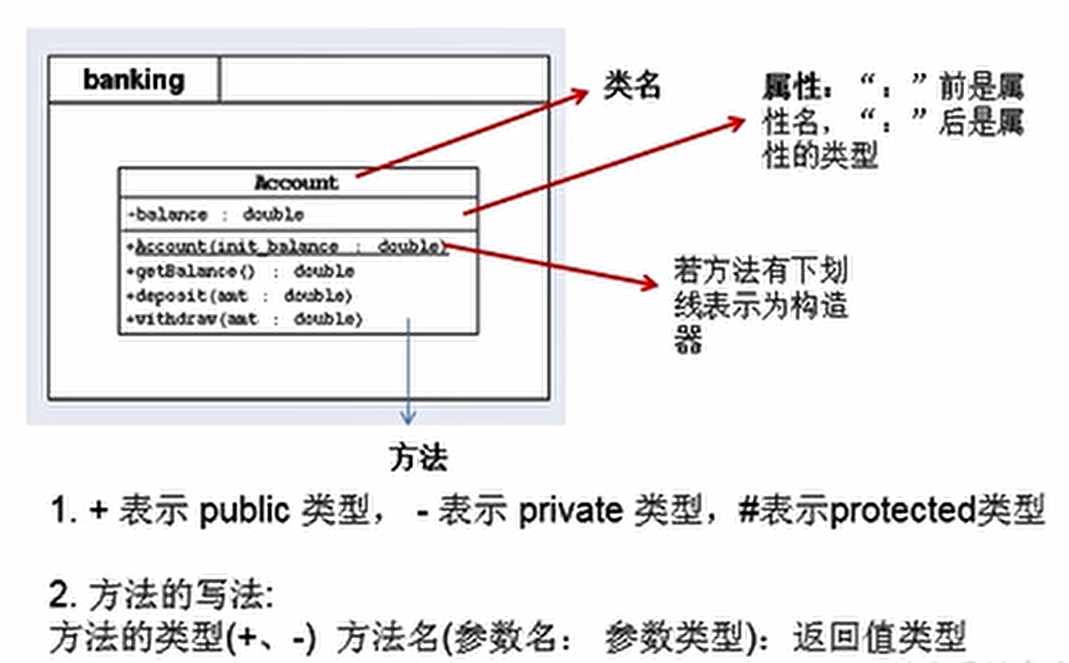 banking
类名
属性：“：”前是属
性名，“：”后是属
性的类型
Account
-balance : double
+Account(init_balance : double)
+getBalance() : double
+deposit(amt : double)
+withdraw(amt : double)
若方法有下划
线表示为构造
器
方法
1. + 表示 public 类型， - 表示 private 类型，#表示protected类型
2. 方法的写法:
方法的类型(+、-) 方法名(参数名： 参数类型)：返回值类型